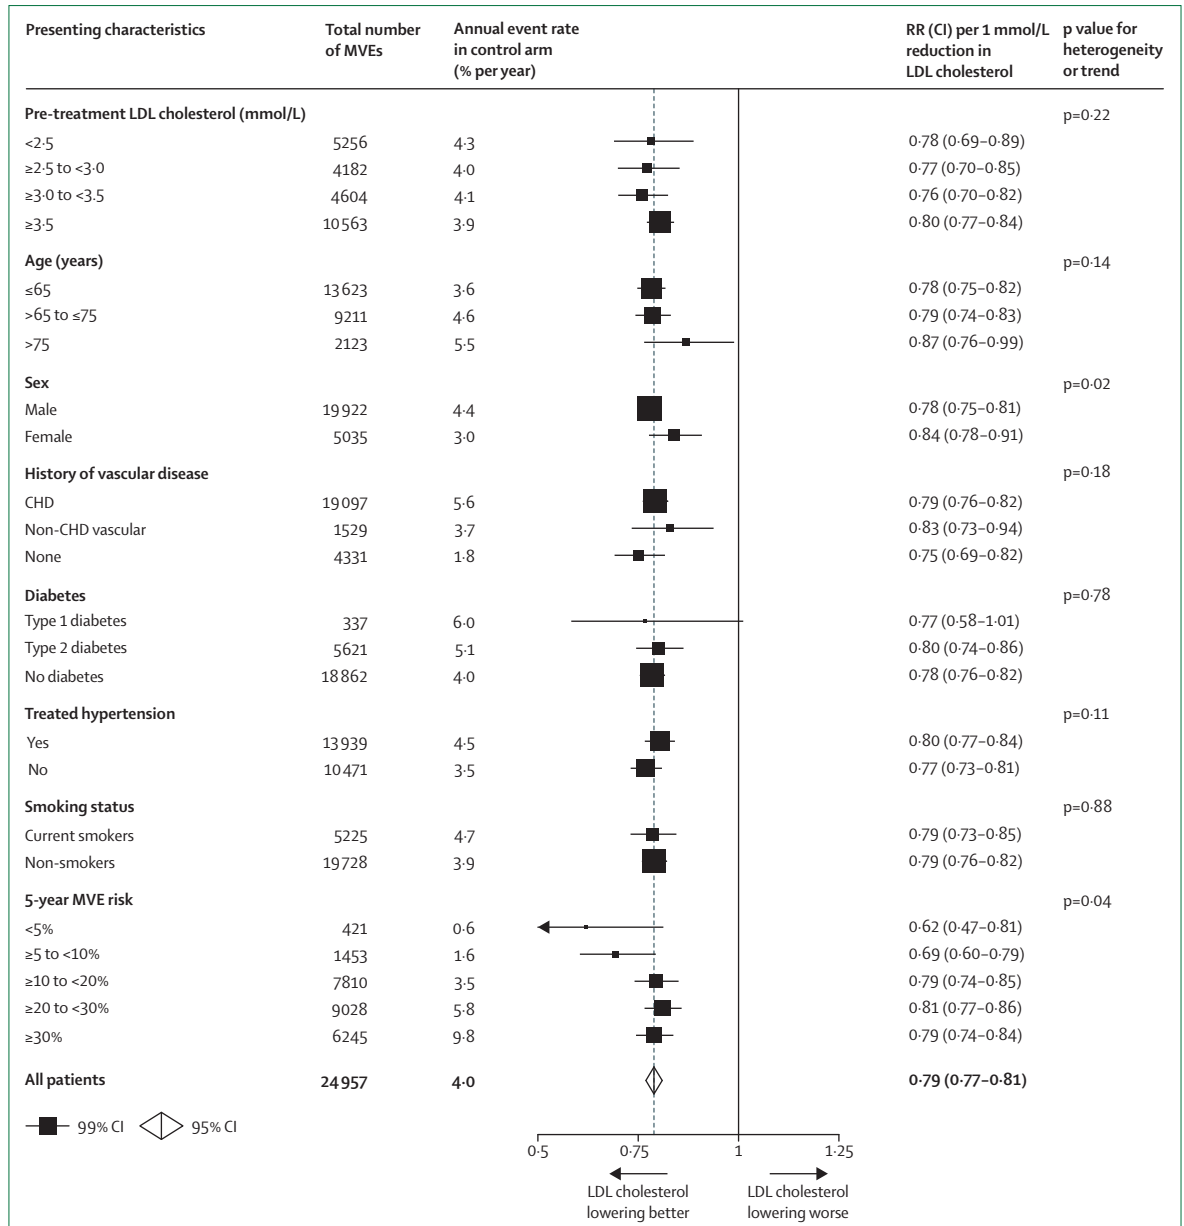 Presenting characteristics Total number of MVEs Annual event rate in control arm (% per year) RR (CI) per 1 mmol/L reduction in LDL cholesterol p value for heterogeneity or trend
Pre-treatment LDL cholesterol (mmol/L) p=0·22
<2·5 5256 4·3 0·78 (0·69–0·89)
≥2·5 to <3·0 4182 4·0 0·77 (0·70–0·85)
≥3·0 to <3·5 4604 4·1 0·76 (0·70–0·82)
≥3·5 10563 3·9 0·80 (0·77–0·84)
Age (years) p=0·14
≤65 13623 3·6 0·78 (0·75–0·82)
>65 to ≤75 9211 4·6 0·79 (0·74–0·83)
>75 2123 5·5 0·87 (0·76–0·99)
Sex p=0·02
Male 19922 4·4 0·78 (0·75–0·81)
Female 5035 3·0 0·84 (0·78–0·91)
History of vascular disease p=0·18
CHD 19097 5·6 0·79 (0·76–0·82)
Non-CHD vascular 1529 3·7 0·83 (0·73–0·94)
None 4331 1·8 0·75 (0·69–0·82)
Diabetes p=0·78
Type 1 diabetes 337 6·0 0·77 (0·58–1·01)
Type 2 diabetes 5621 5·1 0·80 (0·74–0·86)
No diabetes 18862 4·0 0·78 (0·76–0·82)
Treated hypertension p=0·11
Yes 13939 4·5 0·80 (0·77–0·84)
No 10471 3·5 0·77 (0·73–0·81)
Smoking status p=0·88
Current smokers 5225 4·7 0·79 (0·73–0·85)
Non-smokers 19728 3·9 0·79 (0·76–0·82)
5-year MVE risk p=0·04
<5% 421 0·6 0·62 (0·47–0·81)
≥5 to <10% 1453 1·6 0·69 (0·60–0·79)
≥10 to <20% 7810 3·5 0·79 (0·74–0·85)
≥20 to <30% 9028 5·8 0·81 (0·77–0·86)
≥30% 6245 9·8 0·79 (0·74–0·84)
All patients 24957 4·0 0·79 (0·77–0·81)
99% CI 95% CI
0·5 0·75 1 1·25
LDL cholesterol lowering better LDL cholesterol lowering worse